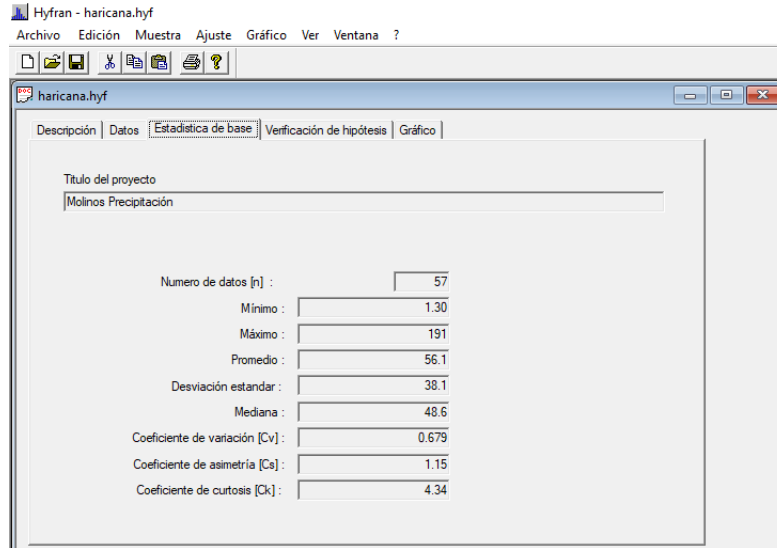 Hyfran - haricana.hyf
Archivo Edición Muestra Ajuste Gráfico Ver Ventana ?
haricana.hyf
Descripción Datos Estadistica de base Verificación de hipótesis Gráfico
Titulo del proyecto
Molinos Precipitación
Numero de datos [n] : 57
Mínimo : 1.30
Máximo : 191
Promedio : 56.1
Desviación estandar : 38.1
Mediana : 48.6
Coeficiente de variación [Cv] : 0.679
Coeficiente de asimetría [Cs] : 1.15
Coeficiente de curtosis [Ck] : 4.34